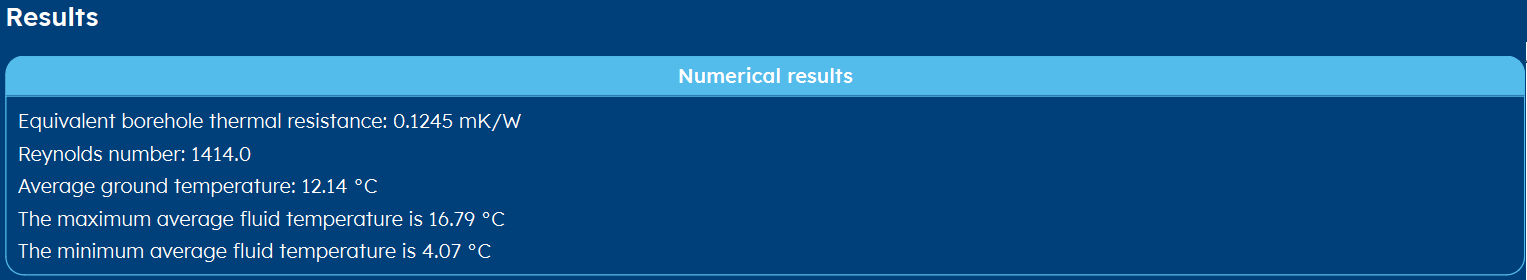 Results
Numerical results
Equivalent borehole thermal resistance: 0.1245 mK/W
Reynolds number: 1414.0
Average ground temperature: 12.14 °C
The maximum average fluid temperature is 16.79 °C
The minimum average fluid temperature is 4.07 °C